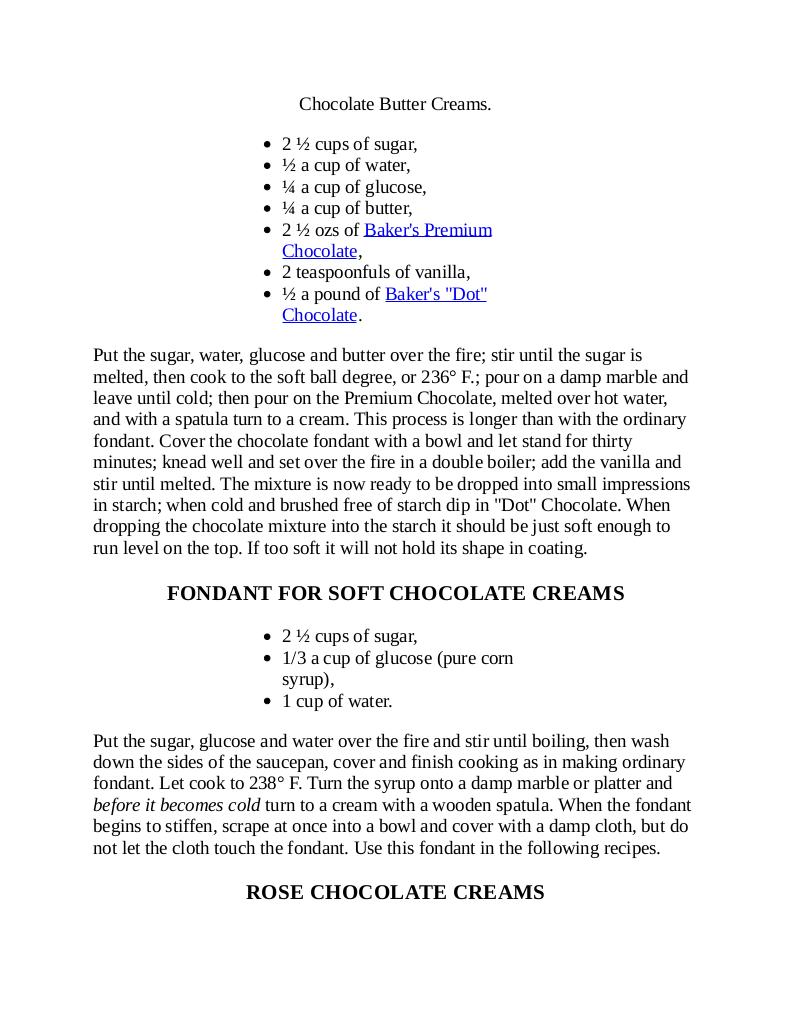 Chocolate Butter Creams.
• 2 ½ cups of sugar,
• ½ a cup of water,
• ¼ a cup of glucose,
• ¼ a cup of butter,
• 2 ½ ozs of Baker's Premium
Chocolate,
• 2 teaspoonfuls of vanilla,
• ½ a pound of Baker's "Dot"
Chocolate.
Put the sugar, water, glucose and butter over the fire; stir until the sugar is
melted, then cook to the soft ball degree, or 236° F.; pour on a damp marble and
leave until cold; then pour on the Premium Chocolate, melted over hot water,
and with a spatula turn to a cream. This process is longer than with the ordinary
fondant. Cover the chocolate fondant with a bowl and let stand for thirty
minutes; knead well and set over the fire in a double boiler; add the vanilla and
stir until melted. The mixture is now ready to be dropped into small impressions
in starch; when cold and brushed free of starch dip in "Dot" Chocolate. When
dropping the chocolate mixture into the starch it should be just soft enough to
run level on the top. If too soft it will not hold its shape in coating.
FONDANT FOR SOFT CHOCOLATE CREAMS
• 2 ½ cups of sugar,
• 1/3 a cup of glucose (pure corn
syrup),
• 1 cup of water.
Put the sugar, glucose and water over the fire and stir until boiling, then wash
down the sides of the saucepan, cover and finish cooking as in making ordinary
fondant. Let cook to 238° F. Turn the syrup onto a damp marble or platter and
before it becomes cold turn to a cream with a wooden spatula. When the fondant
begins to stiffen, scrape at once into a bowl and cover with a damp cloth, but do
not let the cloth touch the fondant. Use this fondant in the following recipes.
ROSE CHOCOLATE CREAMS